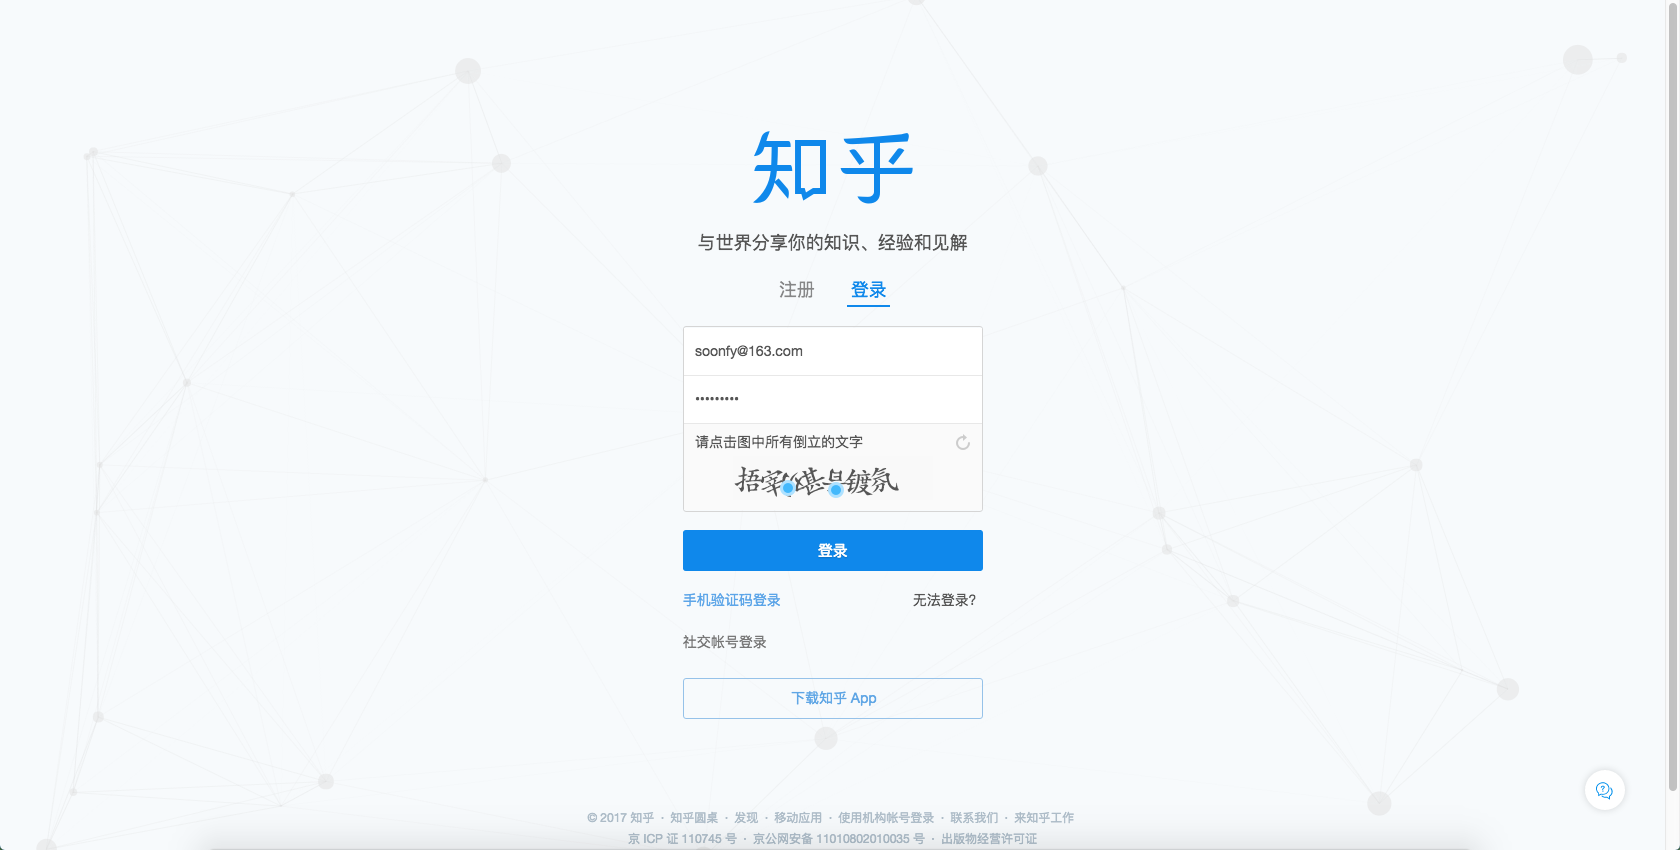 知乎
与世界分享你的知识、经验和见解
注册 登录
soonfy@163.com
•••••••••
请点击图中所有倒立的文字
登录
手机验证码登录 无法登录?
社交帐号登录
下载知乎 App
© 2017 知乎 · 知乎圆桌 · 发现 · 移动应用 · 使用机构帐号登录 · 联系我们 · 来知乎工作
京 ICP 证 110745 号 · 京公网安备 11010802010035 号 · 出版物经营许可证